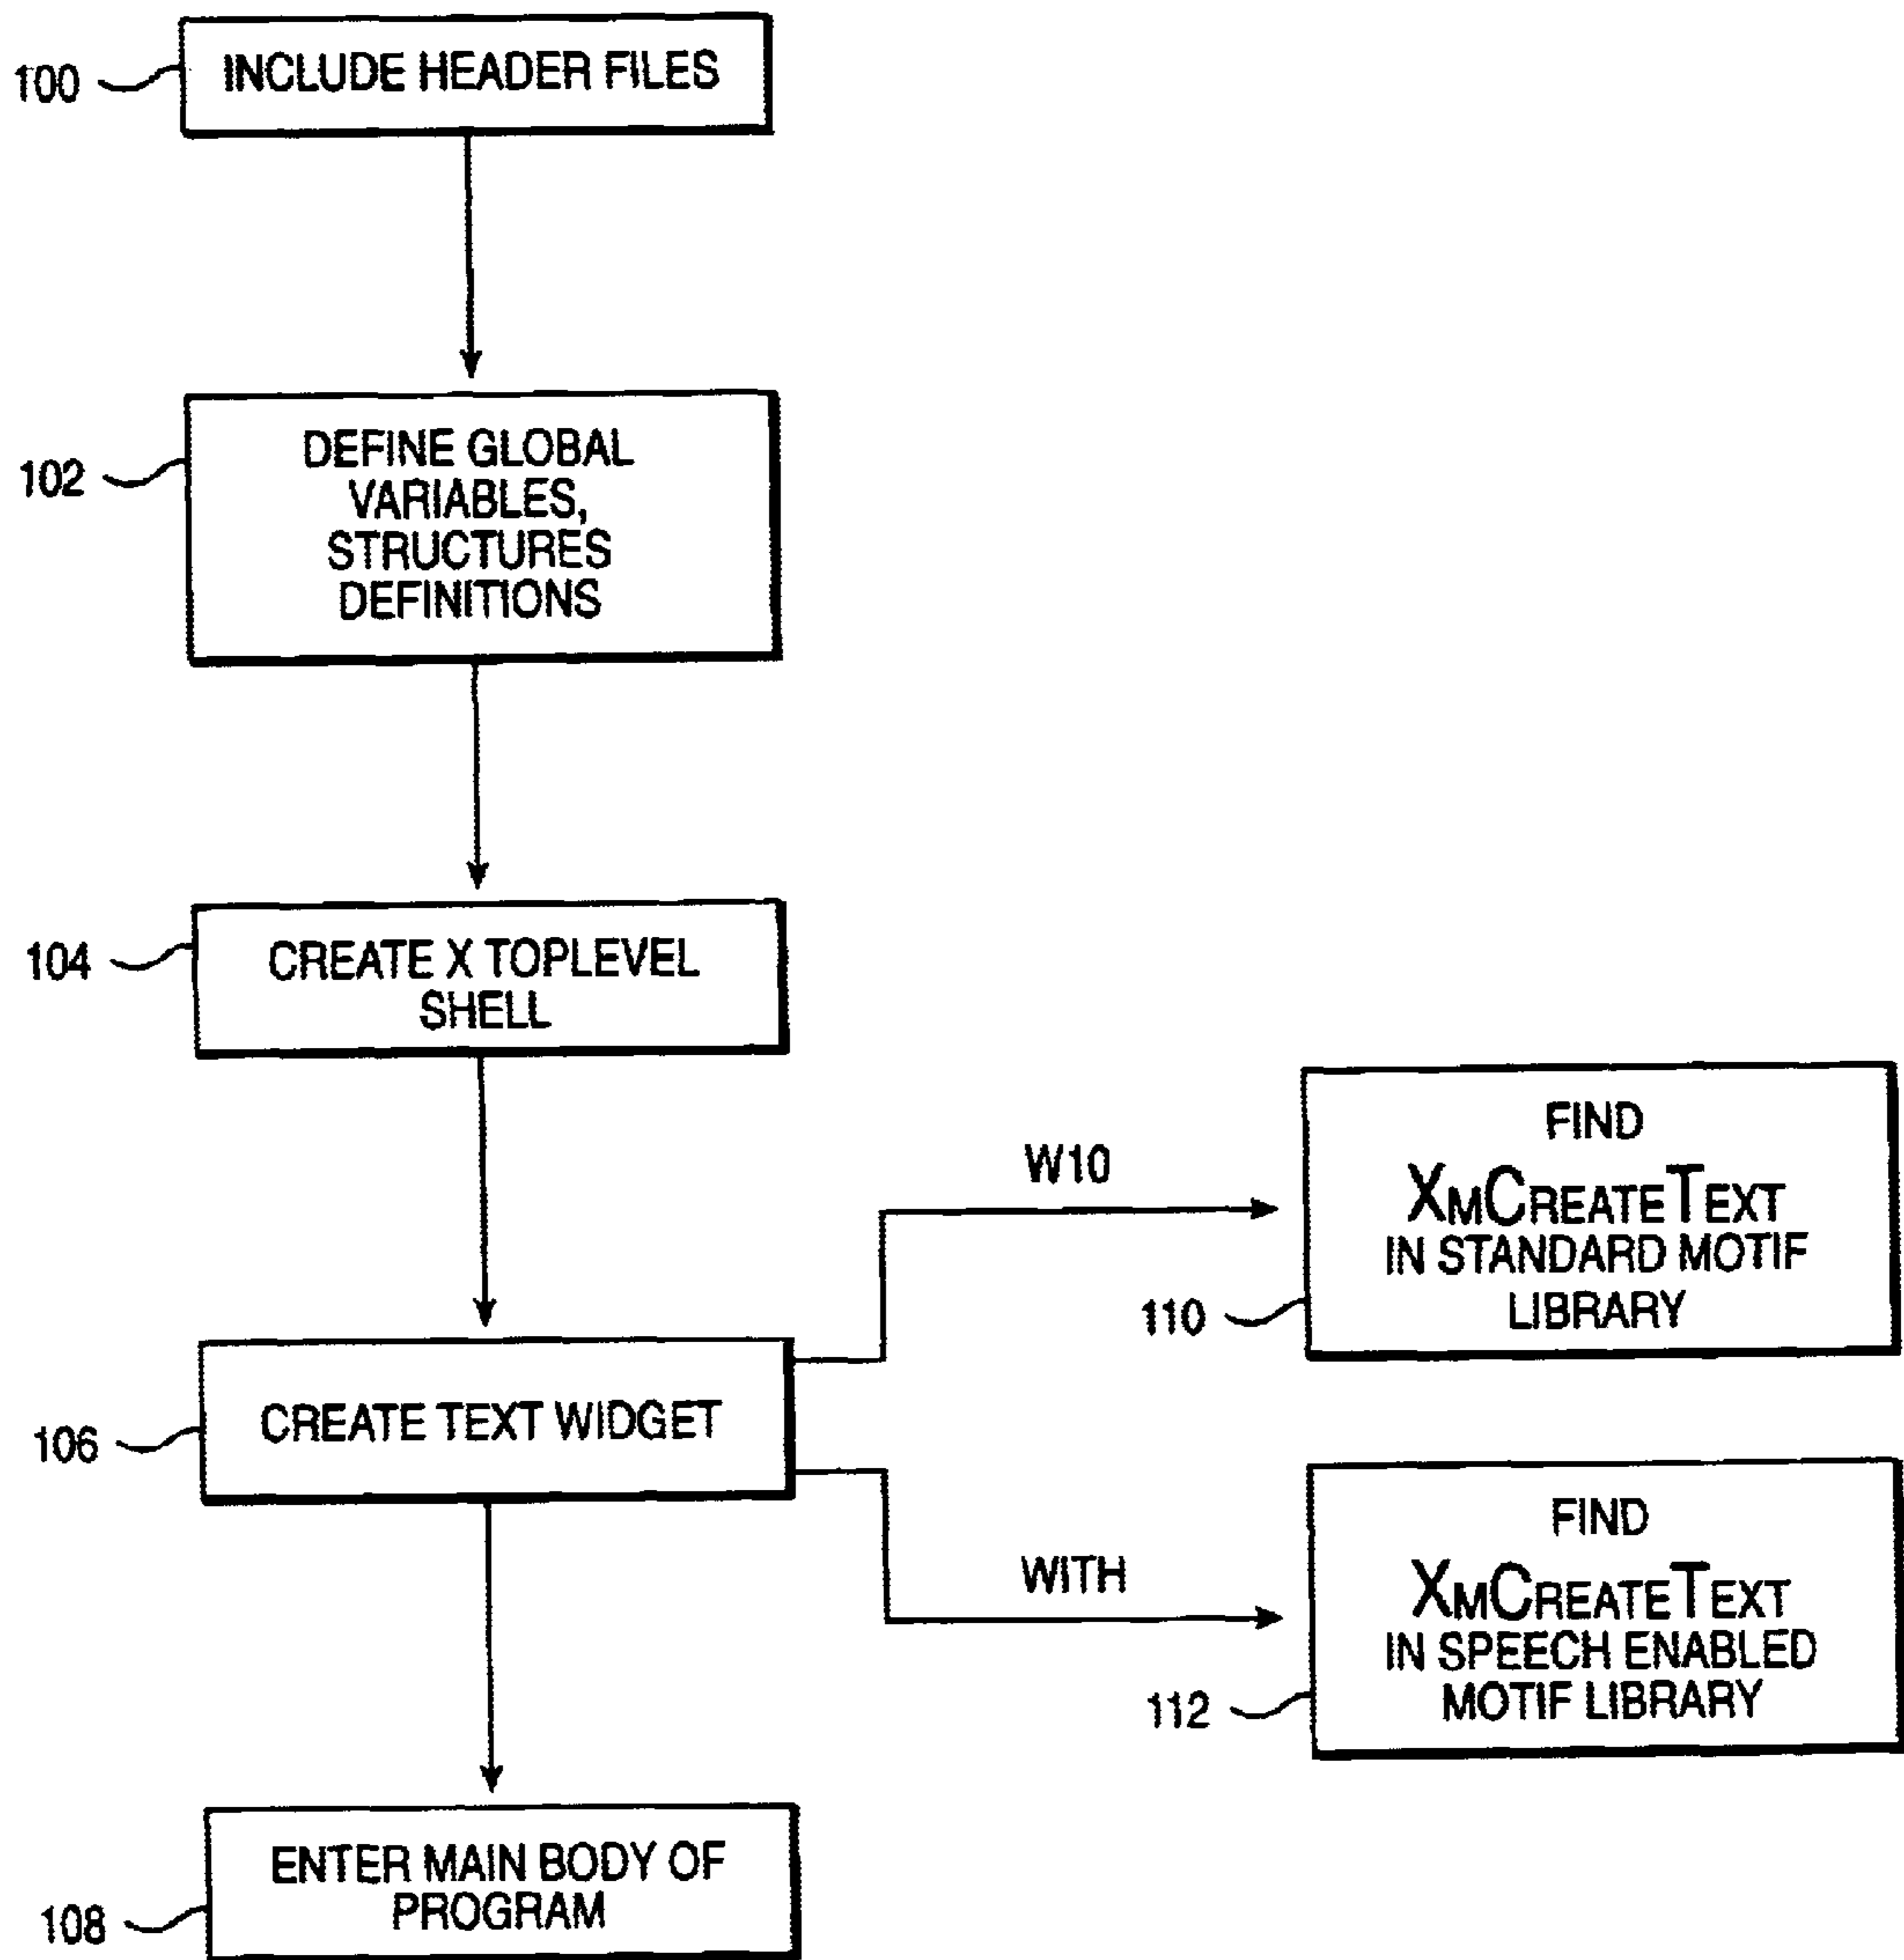 100
INCLUDE HEADER FILES
102
DEFINE GLOBAL
VARIABLES,
STRUCTURES
DEFINITIONS
104
CREATE X TOPLEVEL
SHELL
106
CREATE TEXT WIDGET
W10
FIND
XMCREATETEXT
IN STANDARD MOTIF
LIBRARY
110
WITH
FIND
XMCREATETEXT
IN SPEECH ENABLED
MOTIF LIBRARY
112
108
ENTER MAIN BODY OF
PROGRAM